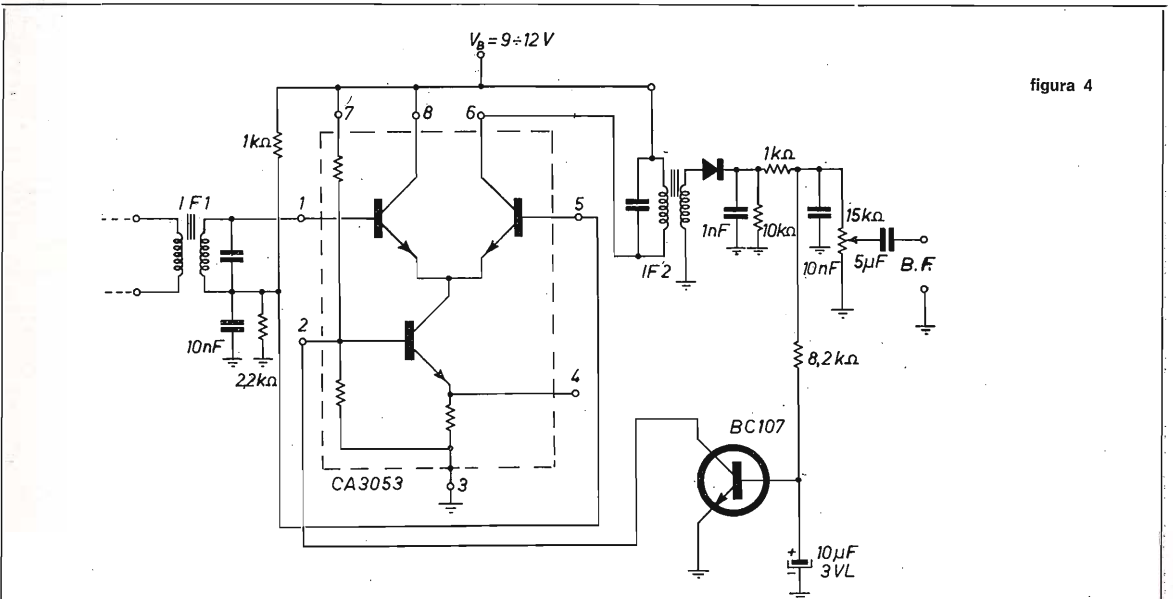 V_B = 9÷12 V
figura 4
7
8
6
1kΩ
1kΩ
IF1
1
5
15kΩ
1nF
10kΩ
5µF
B.F.
IF2
10nF
2
10nF
2,2kΩ
8,2kΩ
4
BC107
CA3053
3
+
10µF
-
3VL